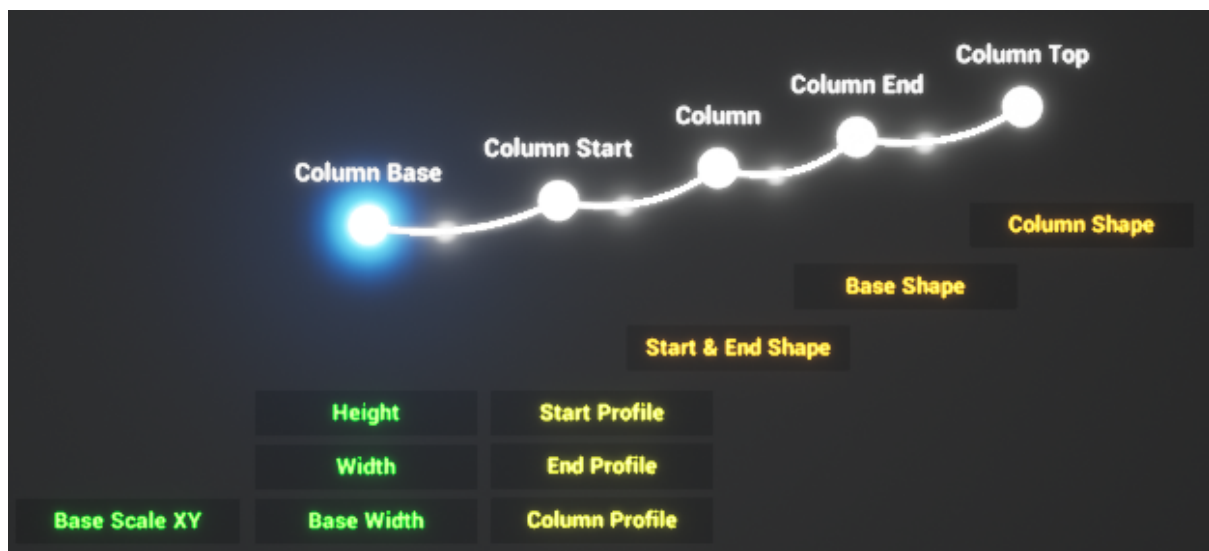 Column Top
Column End
Column
Column Start
Column Base
Column Shape
Base Shape
Start & End Shape
Height
Start Profile
Width
End Profile
Base Scale XY
Base Width
Column Profile